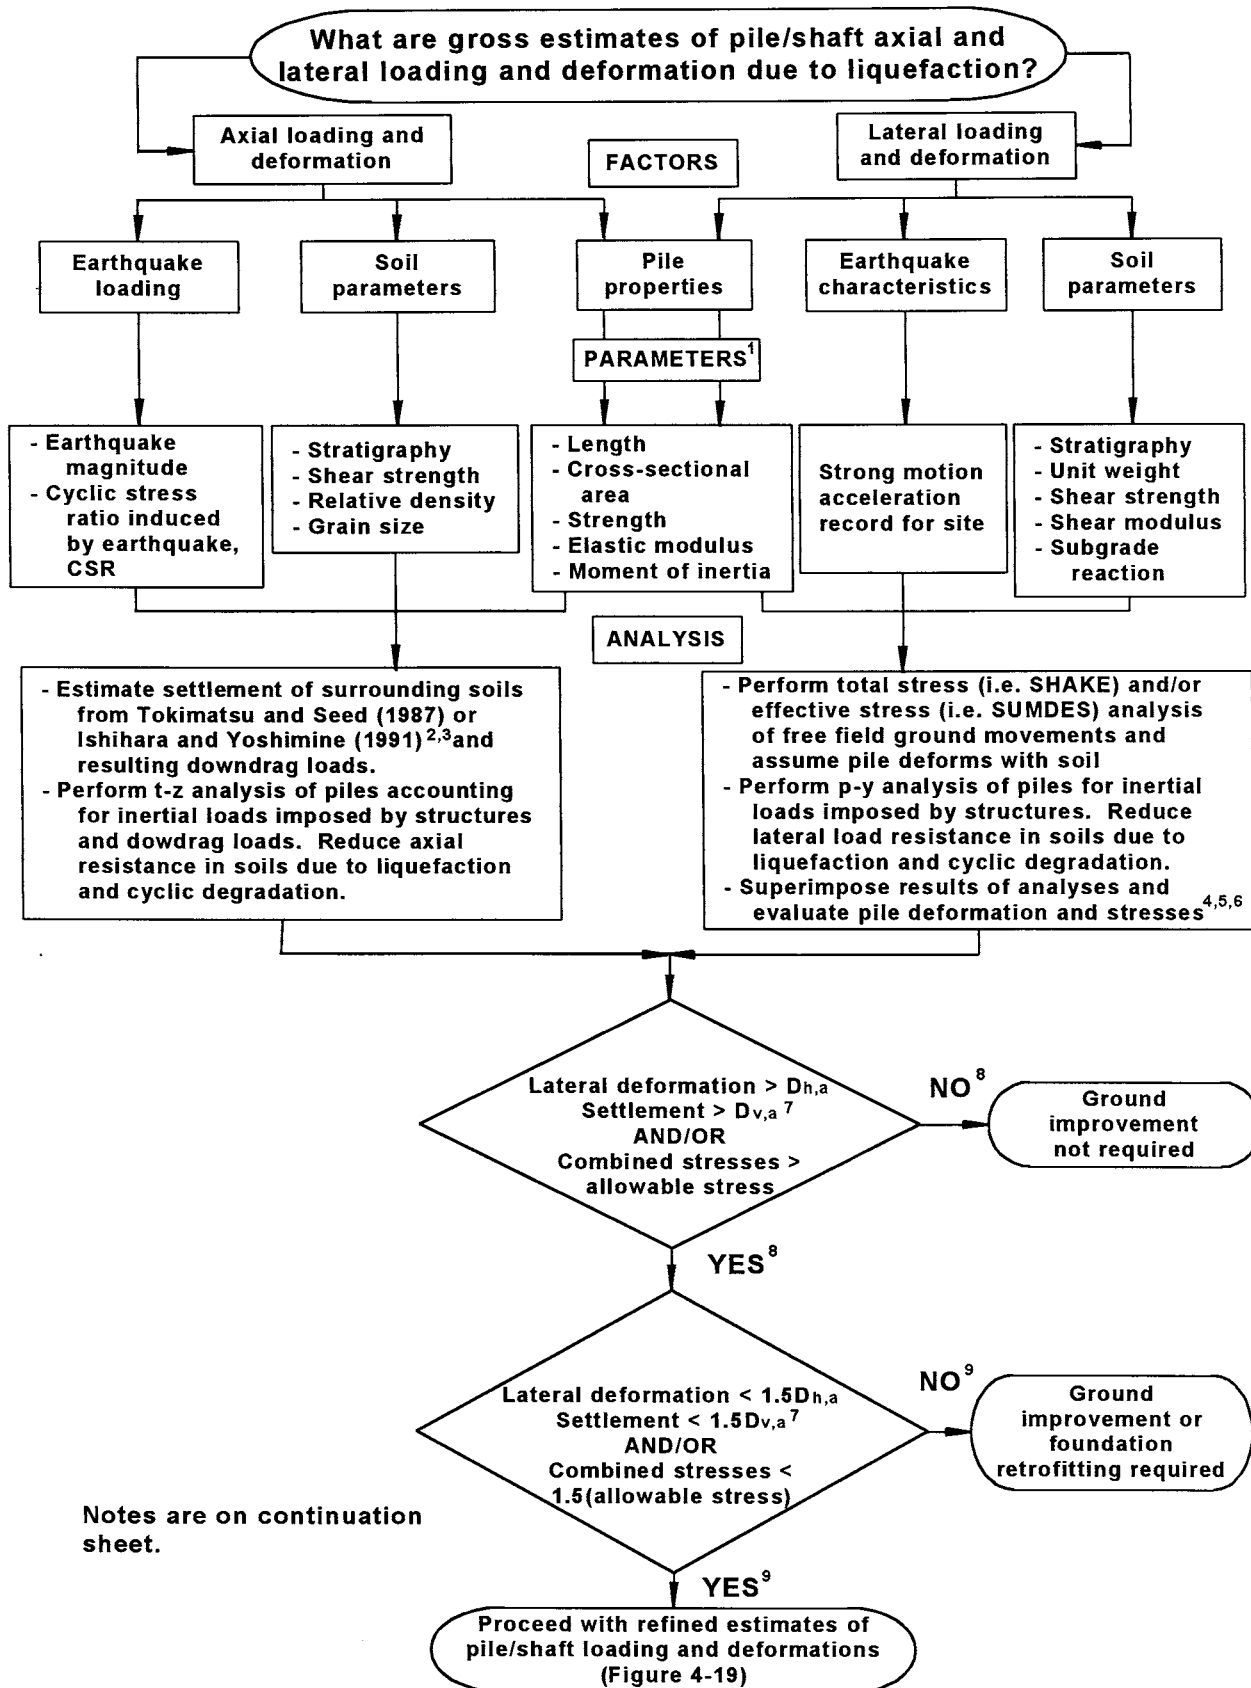 What are gross estimates of pile/shaft axial and
lateral loading and deformation due to liquefaction?
Axial loading and
deformation
FACTORS
Lateral loading
and deformation
Earthquake
loading
Soil
parameters
Pile
properties
Earthquake
characteristics
Soil
parameters
PARAMETERS1
- Earthquake
magnitude
- Cyclic stress
ratio induced
by earthquake,
CSR
- Stratigraphy
- Shear strength
- Relative density
- Grain size
- Length
- Cross-sectional
area
- Strength
- Elastic modulus
- Moment of inertia
Strong motion
acceleration
record for site
- Stratigraphy
- Unit weight
- Shear strength
- Shear modulus
- Subgrade
reaction
ANALYSIS
- Estimate settlement of surrounding soils
from Tokimatsu and Seed (1987) or
Ishihara and Yoshimine (1991) 2,3 and
resulting downdrag loads.
- Perform t-z analysis of piles accounting
for inertial loads imposed by structures
and dowdrag loads. Reduce axial
resistance in soils due to liquefaction
and cyclic degradation.
- Perform total stress (i.e. SHAKE) and/or
effective stress (i.e. SUMDES) analysis
of free field ground movements and
assume pile deforms with soil
- Perform p-y analysis of piles for inertial
loads imposed by structures. Reduce
lateral load resistance in soils due to
liquefaction and cyclic degradation.
- Superimpose results of analyses and
evaluate pile deformation and stresses 4,5,6
Lateral deformation > Dh,a
Settlement > Dv,a 7
AND/OR
Combined stresses >
allowable stress
NO8
Ground
improvement
not required
YES8
Lateral deformation < 1.5Dh,a
Settlement < 1.5Dv,a 7
AND/OR
Combined stresses <
1.5(allowable stress)
NO9
Ground
improvement or
foundation
retrofitting required
Notes are on continuation
sheet.
YES9
Proceed with refined estimates of
pile/shaft loading and deformations
(Figure 4-19)